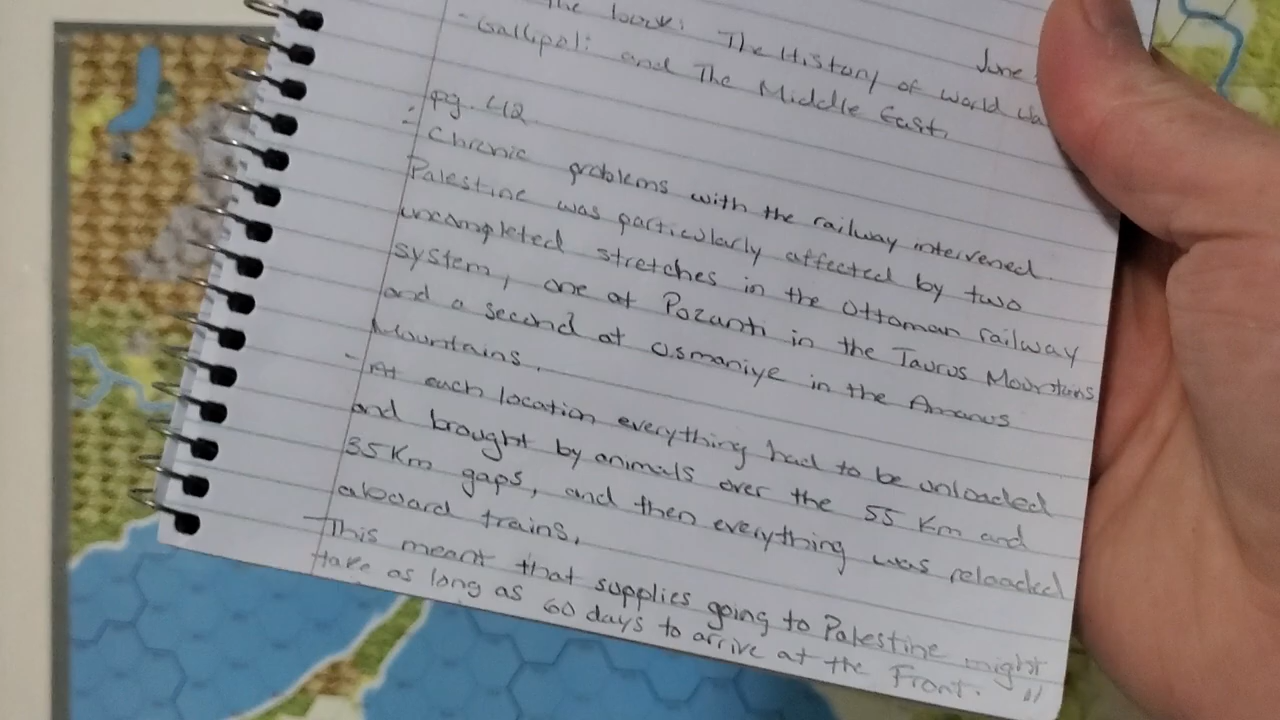 June
The book: The History of World Wa
- Gallipoli and The Middle East.
pg. 42
- Chronic problems with the railway intervened.
Palestine was particularly affected by two
uncompleted stretches in the Ottoman railway
system, one at Pozanti in the Taurus Mountains
and a second at Osmaniye in the Amanus
Mountains.
- At each location everything had to be unloaded
and brought by animals over the 55 Km and
35 Km gaps, and then everything was reloaded
aboard trains.
- This meant that supplies going to Palestine might
take as long as 60 days to arrive at the Front. "